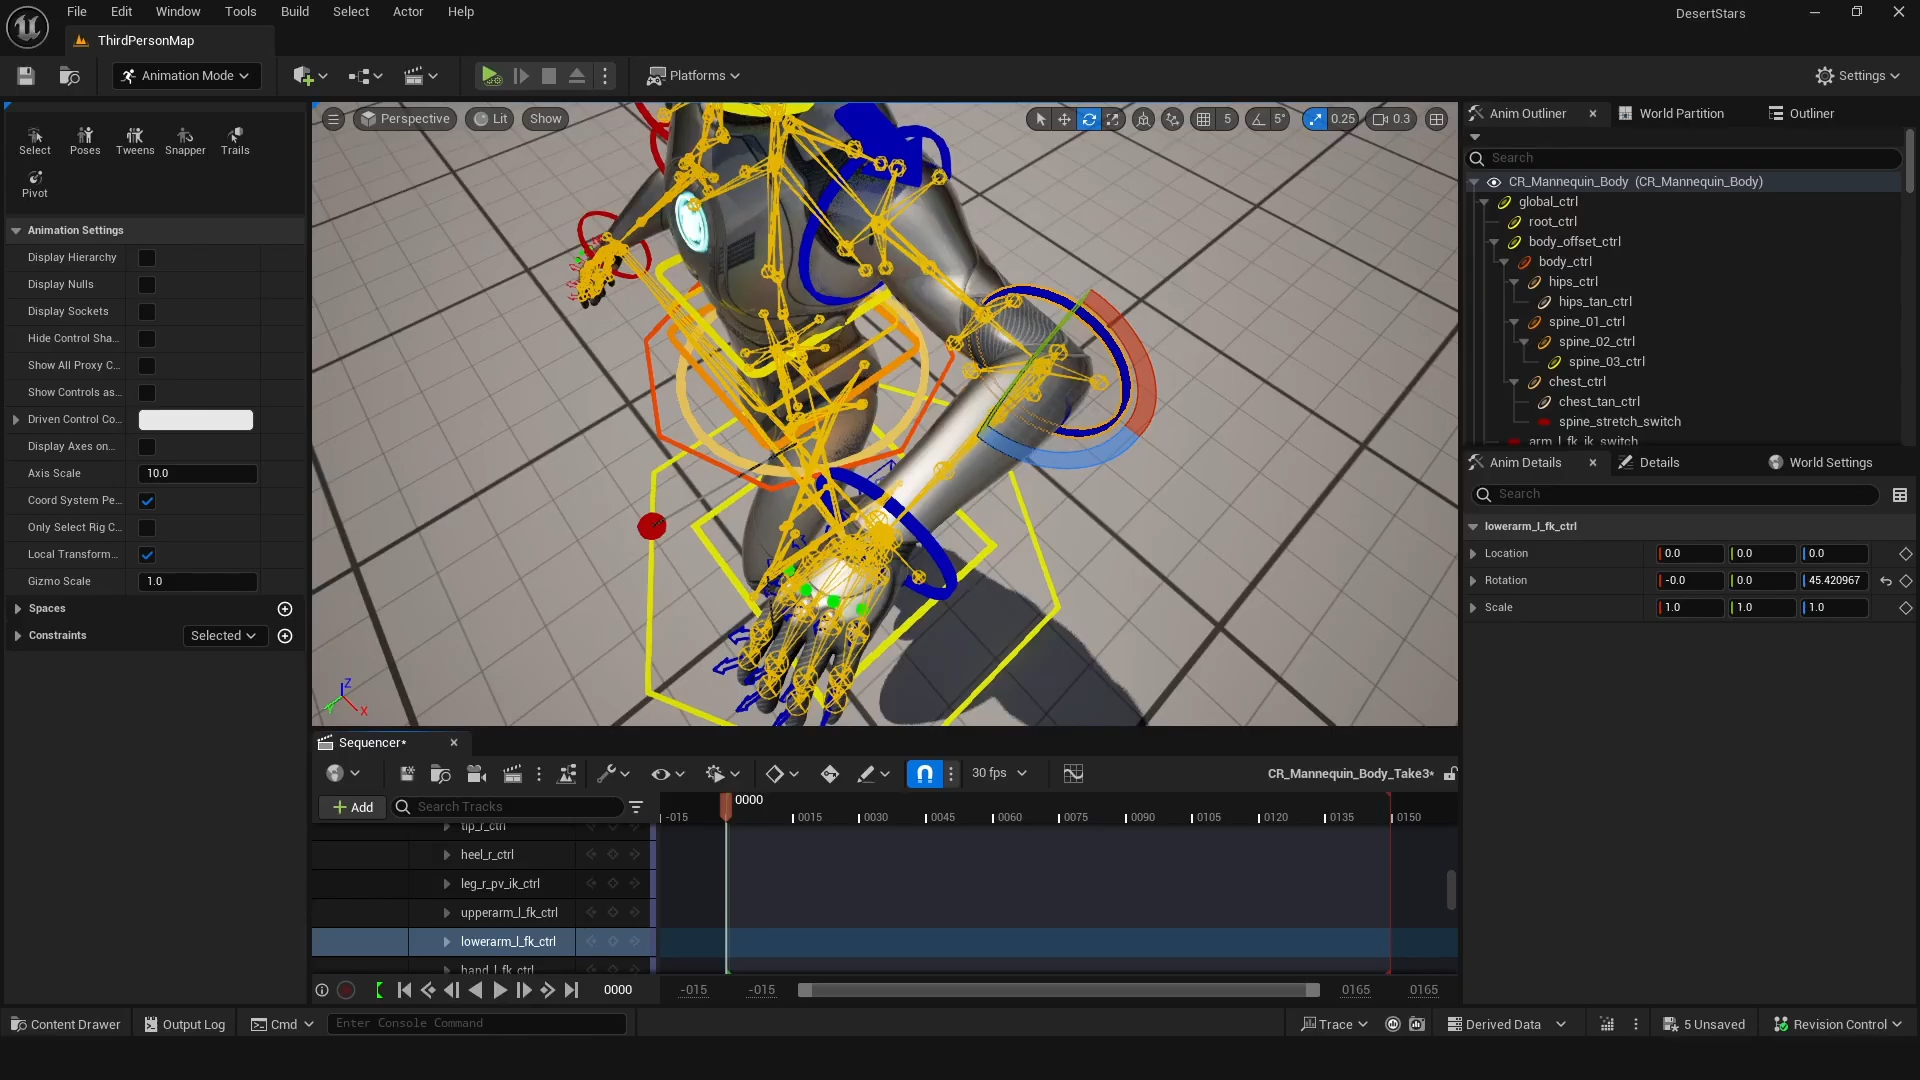 File Edit Window Tools Build Select Actor Help
DesertStars
ThirdPersonMap
Animation Mode
Platforms
Settings
Select Poses Tweens Snapper Trails
Pivot
Animation Settings
Display Hierarchy
Display Nulls
Display Sockets
Hide Control Sha...
Show All Proxy C...
Show Controls as...
Driven Control Co...
Display Axes on...
Axis Scale 10.0
Coord System Pe...
Only Select Rig C...
Local Transform...
Gizmo Scale 1.0
Spaces
Constraints Selected
Perspective Lit Show
5 5° 0.25 0.3
Z
Y
X
Anim Outliner World Partition Outliner
Search
CR_Mannequin_Body (CR_Mannequin_Body)
global_ctrl
root_ctrl
body_offset_ctrl
body_ctrl
hips_ctrl
hips_tan_ctrl
spine_01_ctrl
spine_02_ctrl
spine_03_ctrl
chest_ctrl
chest_tan_ctrl
spine_stretch_switch
arm_l_fk_ik_switch
Anim Details Details World Settings
Search
lowerarm_l_fk_ctrl
Location 0.0 0.0 0.0
Rotation -0.0 0.0 45.420967
Scale 1.0 1.0 1.0
Sequencer*
30 fps
CR_Mannequin_Body_Take3*
Add Search Tracks
0000
-015 0015 0030 0045 0060 0075 0090 0105 0120 0135 0150
tip_r_ctrl
heel_r_ctrl
leg_r_pv_ik_ctrl
upperarm_l_fk_ctrl
lowerarm_l_fk_ctrl
hand_l_fk_ctrl
0000 -015 -015 0165 0165
Content Drawer Output Log Cmd Enter Console Command
Trace Derived Data 5 Unsaved Revision Control